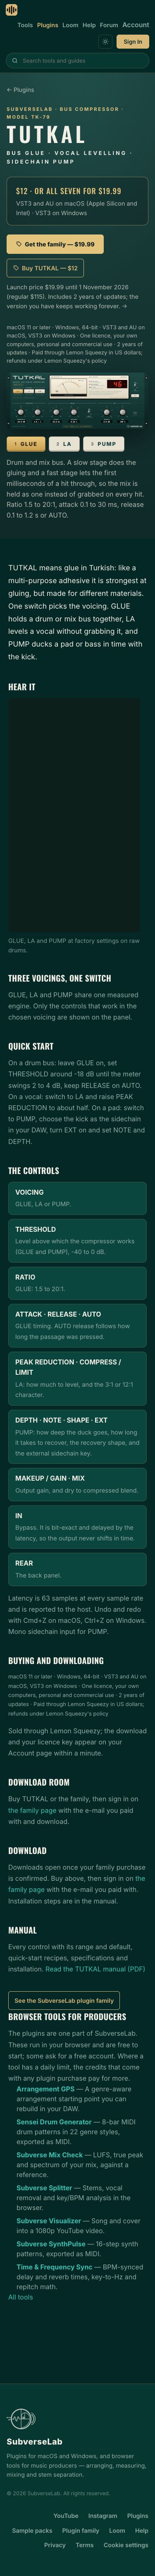 Tools Plugins Loom Help Forum Account
Sign In
Search tools and guides
← Plugins
SUBVERSELAB · BUS COMPRESSOR ·
MODEL TK-79
TUTKAL
BUS GLUE · VOCAL LEVELLING ·
SIDECHAIN PUMP
$12 · OR ALL SEVEN FOR $19.99
VST3 and AU on macOS (Apple Silicon and
Intel) · VST3 on Windows
Get the family — $19.99
Buy TUTKAL — $12
Launch price $19.99 until 1 November 2026
(regular $115). Includes 2 years of updates; the
version you have keeps working forever. →
macOS 11 or later · Windows, 64-bit · VST3 and AU on
macOS, VST3 on Windows · One licence, your own
computers, personal and commercial use · 2 years of
updates · Paid through Lemon Squeezy in US dollars;
refunds under Lemon Squeezy's policy
TUTKAL
46
1 GLUE
2 LA
3 PUMP
Drum and mix bus. A slow stage does the
holding and a fast stage lets the first
milliseconds of a hit through, so the mix is
held as one instead of grabbed on every hit.
Ratio 1.5 to 20:1, attack 0.1 to 30 ms, release
0.1 to 1.2 s or AUTO.
TUTKAL means glue in Turkish: like a
multi-purpose adhesive it is strongest at
gluing, but made for different materials.
One switch picks the voicing. GLUE
holds a drum or mix bus together, LA
levels a vocal without grabbing it, and
PUMP ducks a pad or bass in time with
the kick.
HEAR IT
GLUE, LA and PUMP at factory settings on raw
drums.
THREE VOICINGS, ONE SWITCH
GLUE, LA and PUMP share one measured
engine. Only the controls that work in the
chosen voicing are shown on the panel.
QUICK START
On a drum bus: leave GLUE on, set
THRESHOLD around -18 dB until the meter
swings 2 to 4 dB, keep RELEASE on AUTO.
On a vocal: switch to LA and raise PEAK
REDUCTION to about half. On a pad: switch
to PUMP, choose the kick as the sidechain
in your DAW, turn EXT on and set NOTE and
DEPTH.
THE CONTROLS
VOICING
GLUE, LA or PUMP.
THRESHOLD
Level above which the compressor works
(GLUE and PUMP), -40 to 0 dB.
RATIO
GLUE: 1.5 to 20:1.
ATTACK · RELEASE · AUTO
GLUE timing. AUTO release follows how
long the passage was pressed.
PEAK REDUCTION · COMPRESS /
LIMIT
LA: how much to level, and the 3:1 or 12:1
character.
DEPTH · NOTE · SHAPE · EXT
PUMP: how deep the duck goes, how long
it takes to recover, the recovery shape, and
the external sidechain key.
MAKEUP / GAIN · MIX
Output gain, and dry to compressed blend.
IN
Bypass. It is bit-exact and delayed by the
latency, so the output never shifts in time.
REAR
The back panel.
Latency is 63 samples at every sample rate
and is reported to the host. Undo and redo
with Cmd+Z on macOS, Ctrl+Z on Windows.
Mono sidechain input for PUMP.
BUYING AND DOWNLOADING
macOS 11 or later · Windows, 64-bit · VST3 and AU on
macOS, VST3 on Windows · One licence, your own
computers, personal and commercial use · 2 years of
updates · Paid through Lemon Squeezy in US dollars;
refunds under Lemon Squeezy's policy
Sold through Lemon Squeezy; the download
and your licence key appear on your
Account page within a minute.
DOWNLOAD ROOM
Buy TUTKAL or the family, then sign in on
the family page with the e-mail you paid
with and download.
DOWNLOAD
Downloads open once your family purchase
is confirmed. Buy above, then sign in on the
family page with the e-mail you paid with.
Installation steps are in the manual.
MANUAL
Every control with its range and default,
quick-start recipes, specifications and
installation. Read the TUTKAL manual (PDF)
See the SubverseLab plugin family
BROWSER TOOLS FOR PRODUCERS
The plugins are one part of SubverseLab.
These run in your browser and are free to
start; some ask for a free account. Where a
tool has a daily limit, the credits that come
with any plugin purchase pay for more.
Arrangement GPS — A genre-aware
arrangement starting point you can
rebuild in your DAW.
Sensei Drum Generator — 8-bar MIDI
drum patterns in 22 genre styles,
exported as MIDI.
Subverse Mix Check — LUFS, true peak
and spectrum of your mix, against a
reference.
Subverse Splitter — Stems, vocal
removal and key/BPM analysis in the
browser.
Subverse Visualizer — Song and cover
into a 1080p YouTube video.
Subverse SynthPulse — 16-step synth
patterns, exported as MIDI.
Time & Frequency Sync — BPM-synced
delay and reverb times, key-to-Hz and
repitch math.
All tools
SubverseLab
Plugins for macOS and Windows, and browser
tools for music producers — arranging, measuring,
mixing and stem separation.
© 2026 SubverseLab. All rights reserved.
YouTube Instagram Plugins
Sample packs Plugin family Loom Help
Privacy Terms Cookie settings